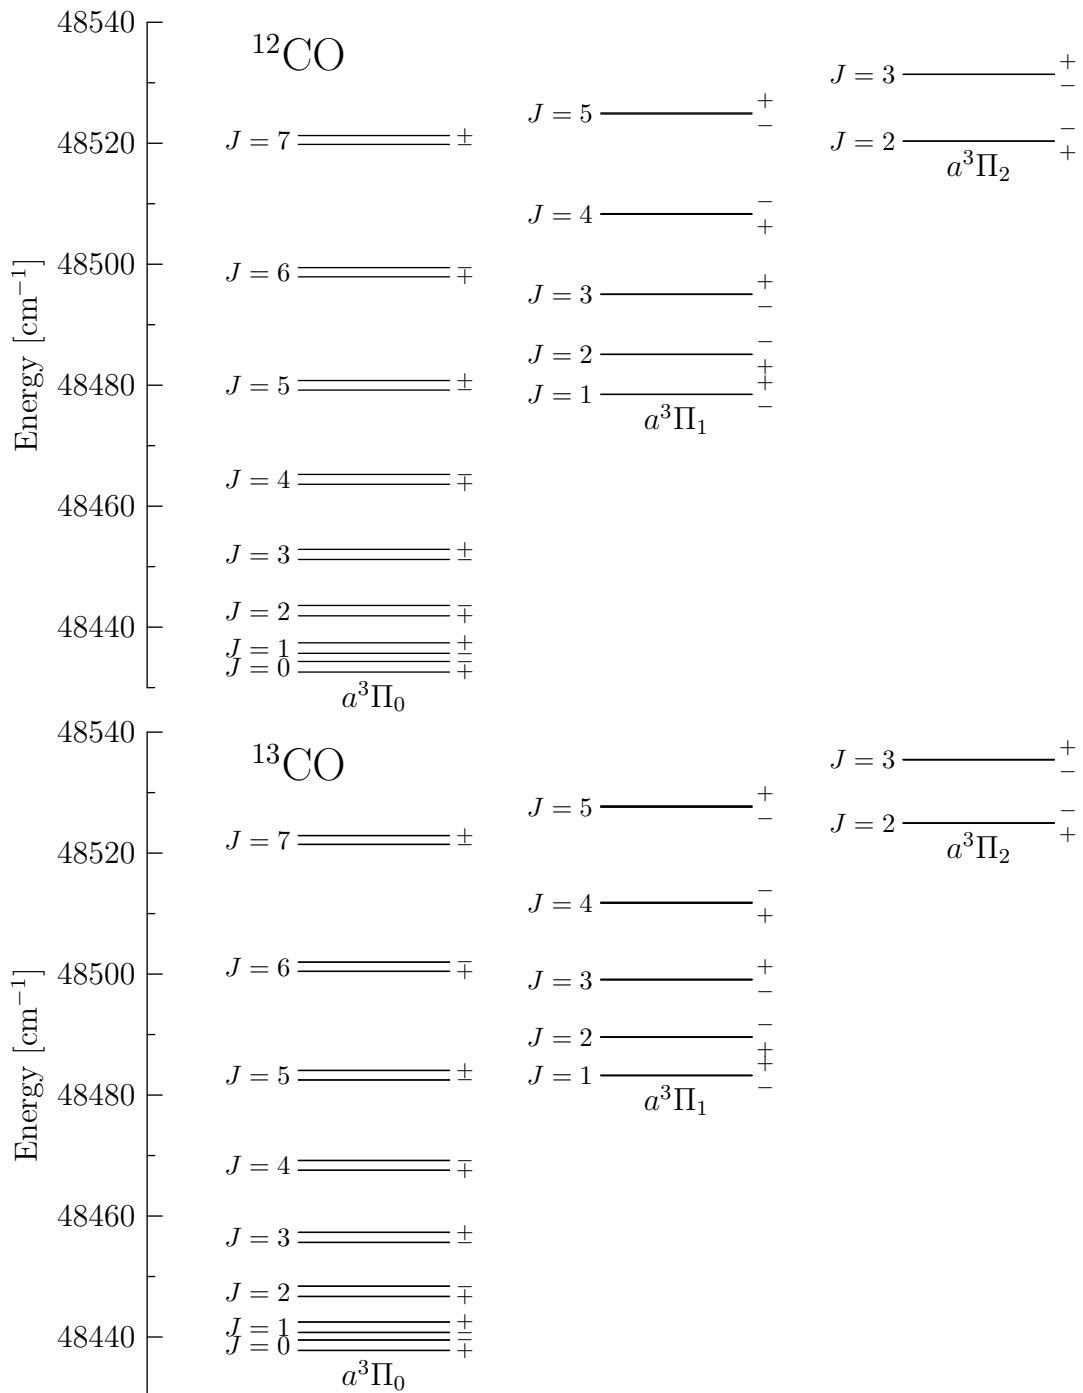 48540
¹²CO
J = 3 + −
J = 5 + −
48520
J = 7 + −
J = 2 − +
a³Π₂
J = 4 − +
48500
J = 6 − +
J = 3 + −
J = 2 − +
48480
J = 5 + −
J = 1 + −
a³Π₁
Energy [cm⁻¹]
J = 4 − +
48460
J = 3 + −
J = 2 − +
48440
J = 1 + −
J = 0 − +
a³Π₀
48540
¹³CO
J = 3 + −
J = 5 + −
J = 7 + −
J = 2 − +
48520
a³Π₂
J = 4 − +
48500
J = 6 − +
J = 3 + −
J = 2 − +
J = 5 + −
J = 1 + −
48480
a³Π₁
Energy [cm⁻¹]
J = 4 − +
48460
J = 3 + −
J = 2 − +
J = 1 + −
48440
J = 0 − +
a³Π₀